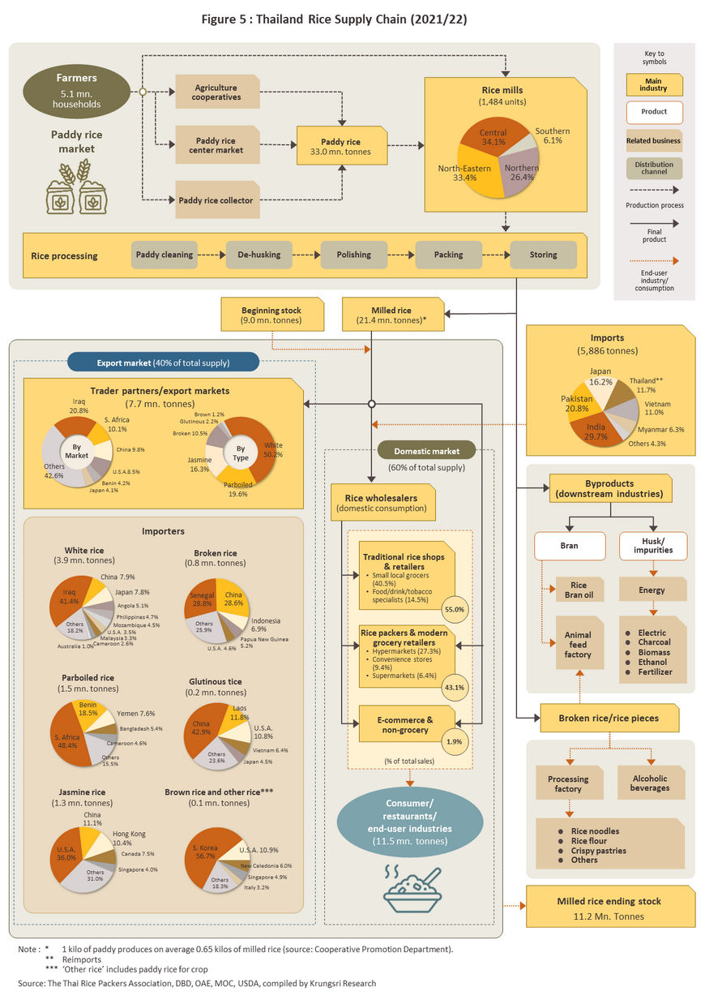 Figure 5 : Thailand Rice Supply Chain (2021/22)
Farmers
5.1 mn.
households
Paddy rice
market
Agriculture
cooperatives
Paddy rice
center market
Paddy rice collector
Paddy rice
33.0 mn. tonnes
Rice mills
(1,484 units)
Central
34.1%
Southern
6.1%
North-Eastern
33.4%
Northern
26.4%
Key to
symbols
Main
industry
Product
Related business
Distribution
channel
Production process
Final
product
End-user
industry/
consumption
Rice processing
Paddy cleaning
De-husking
Polishing
Packing
Storing
Beginning stock
(9.0 mn. tonnes)
Milled rice
(21.4 mn. tonnes)*
Imports
(5,886 tonnes)
Japan
16.2%
Thailand**
11.7%
Pakistan
20.8%
Vietnam
11.0%
India
29.7%
Myanmar 6.3%
Others 4.3%
Export market (40% of total supply)
Trader partners/export markets
(7.7 mn. tonnes)
Iraq
20.8%
S. Africa
10.1%
China 9.8%
By
Market
Others
42.6%
U.S.A.8.5%
Benin 4.2%
Japan 4.1%
Brown 1.2%
Glutinous 2.2%
Broken 10.5%
White
50.2%
By
Type
Jasmine
16.3%
Parboiled
19.6%
Domestic market
(60% of total supply)
Rice wholesalers
(domestic consumption)
Traditional rice shops
& retailers
• Small local grocers
(40.5%)
• Food/drink/tobacco
specialists (14.5%)
55.0%
Rice packers & modern
grocery retailers
• Hypermarkets (27.3%)
• Convenience stores
(9.4%)
• Supermarkets (6.4%)
43.1%
E-commerce &
non-grocery
1.9%
(% of total sales)
Consumer/
restaurants/
end-user industries
(11.5 mn. tonnes)
Importers
White rice
(3.9 mn. tonnes)
China 7.9%
Iraq
41.4%
Japan 7.8%
Angola 5.1%
Philippines 4.7%
Mozambique 4.5%
U.S.A. 3.5%
Malaysia 3.3%
Cameroon 2.6%
Australia 1.0%
Others
18.2%
Broken rice
(0.8 mn. tonnes)
Senegal
28.8%
China
28.6%
Indonesia
6.9%
Papua New Guinea
5.2%
U.S.A. 4.6%
Others
25.9%
Parboiled rice
(1.5 mn. tonnes)
Benin
18.5%
Yemen 7.6%
Bangladesh 5.4%
Cameroon 4.6%
S. Africa
48.4%
Others
15.5%
Glutinous tice
(0.2 mn. tonnes)
Laos
11.8%
China
42.9%
U.S.A.
10.8%
Vietnam 6.4%
Japan 4.5%
Others
23.6%
Jasmine rice
(1.3 mn. tonnes)
China
11.1%
Hong Kong
10.4%
Canada 7.5%
Singapore 4.0%
U.S.A.
36.0%
Others
31.0%
Brown rice and other rice***
(0.1 mn. tonnes)
S. Korea
56.7%
U.S.A. 10.9%
New Caledonia 6.0%
Singapore 4.9%
Italy 3.2%
Others
18.3%
Byproducts
(downstream industries)
Bran
Husk/
impurities
Rice
Bran oil
Energy
Animal
feed
factory
● Electric
● Charcoal
● Biomass
● Ethanol
● Fertilizer
Broken rice/rice pieces
Processing
factory
Alcoholic
beverages
● Rice noodles
● Rice flour
● Crispy pastries
● Others
Milled rice ending stock
11.2 Mn. Tonnes
Note : * 1 kilo of paddy produces on average 0.65 kilos of milled rice (source: Cooperative Promotion Department).
** Reimports
*** ‘Other rice’ includes paddy rice for crop
Source: The Thai Rice Packers Association, DBD, OAE, MOC, USDA, compiled by Krungsri Research